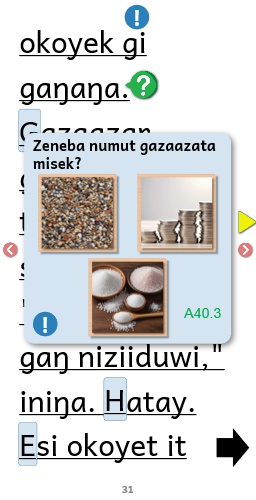 okoyek gi
gaŋaŋa.
Zeneba numut gazaazata
misek?
A40.3
gaŋ niziiduwi,"
iniŋa. Hatay.
Esi okoyet it
31